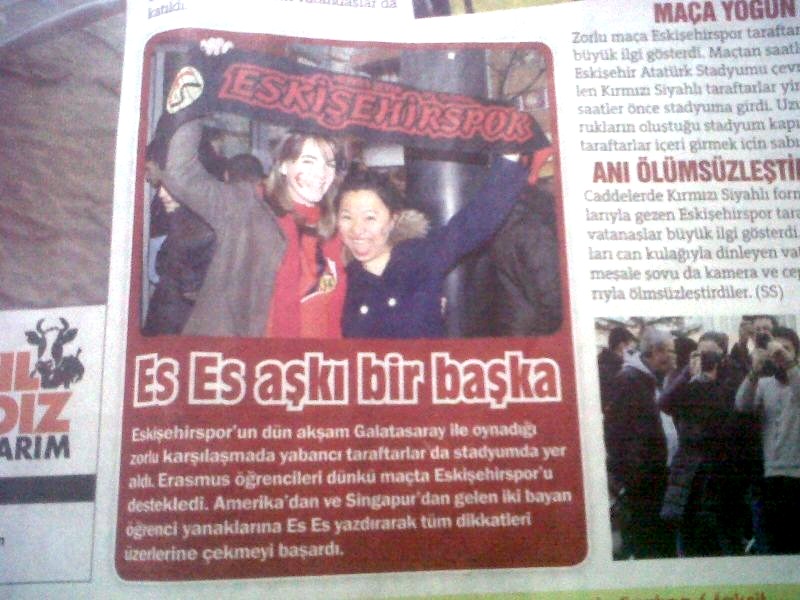 katıldı.
ESKİŞEHİRSPOR
Es Es aşkı bir başka
Eskişehirspor'un dün akşam Galatasaray ile oynadığı
zorlu karşılaşmada yabancı taraftarlar da stadyumda yer
aldı. Erasmus öğrencileri dünkü maçta Eskişehirspor'u
destekledi. Amerika'dan ve Singapur'dan gelen iki bayan
öğrenci yanaklarına Es Es yazdırarak tüm dikkatleri
üzerlerine çekmeyi başardı.
MAÇA YOĞUN
Zorlu maça Eskişehirspor taraftar
büyük ilgi gösterdi. Maçtan saatl
Eskişehir Atatürk Stadyumu çevr
len Kırmızı Siyahlı taraftarlar yir
saatler önce stadyuma girdi. Uzu
rukların oluştuğu stadyum kapı
taraftarlar içeri girmek için sabı
ANI ÖLÜMSÜZLEŞTİ
Caddelerde Kırmızı Siyahlı form
larıyla gezen Eskişehirspor tara
vatanaşlar büyük ilgi gösterdi.
ları can kulağıyla dinleyen vat
meşale şovu da kamera ve cep
rıyla ölmsüzleştirdiler. (SS)
IL
DIZ
ARIM